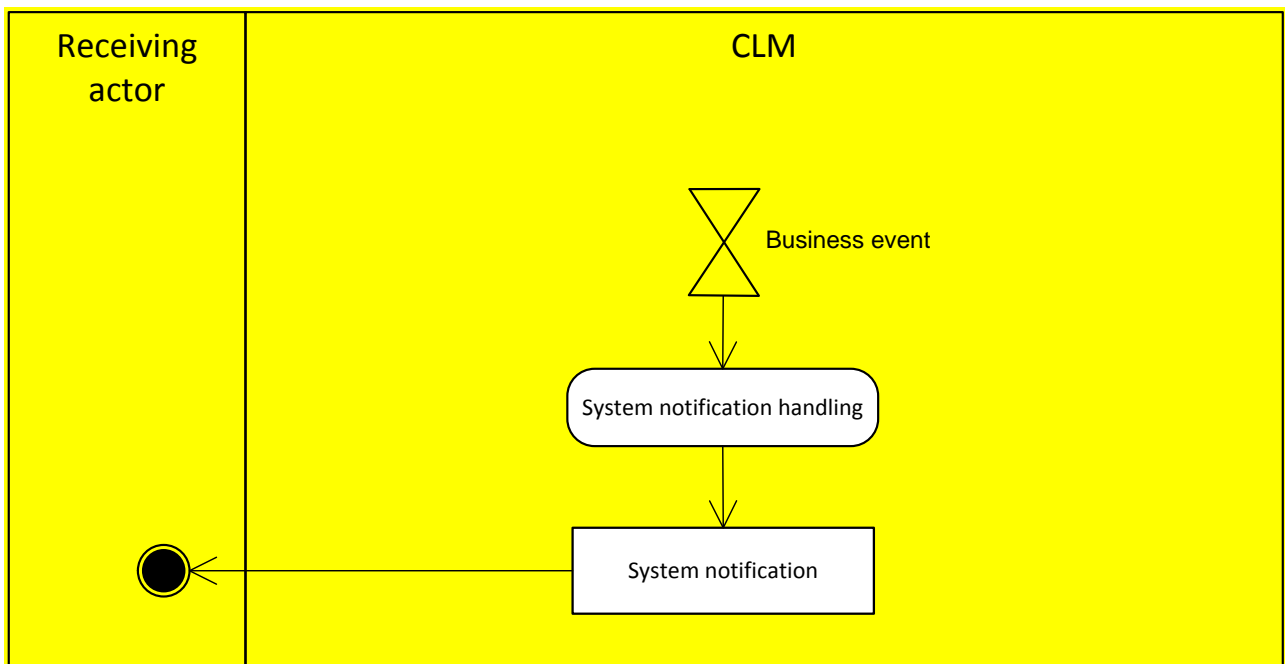 Receiving
actor
CLM
Business event
System notification handling
System notification